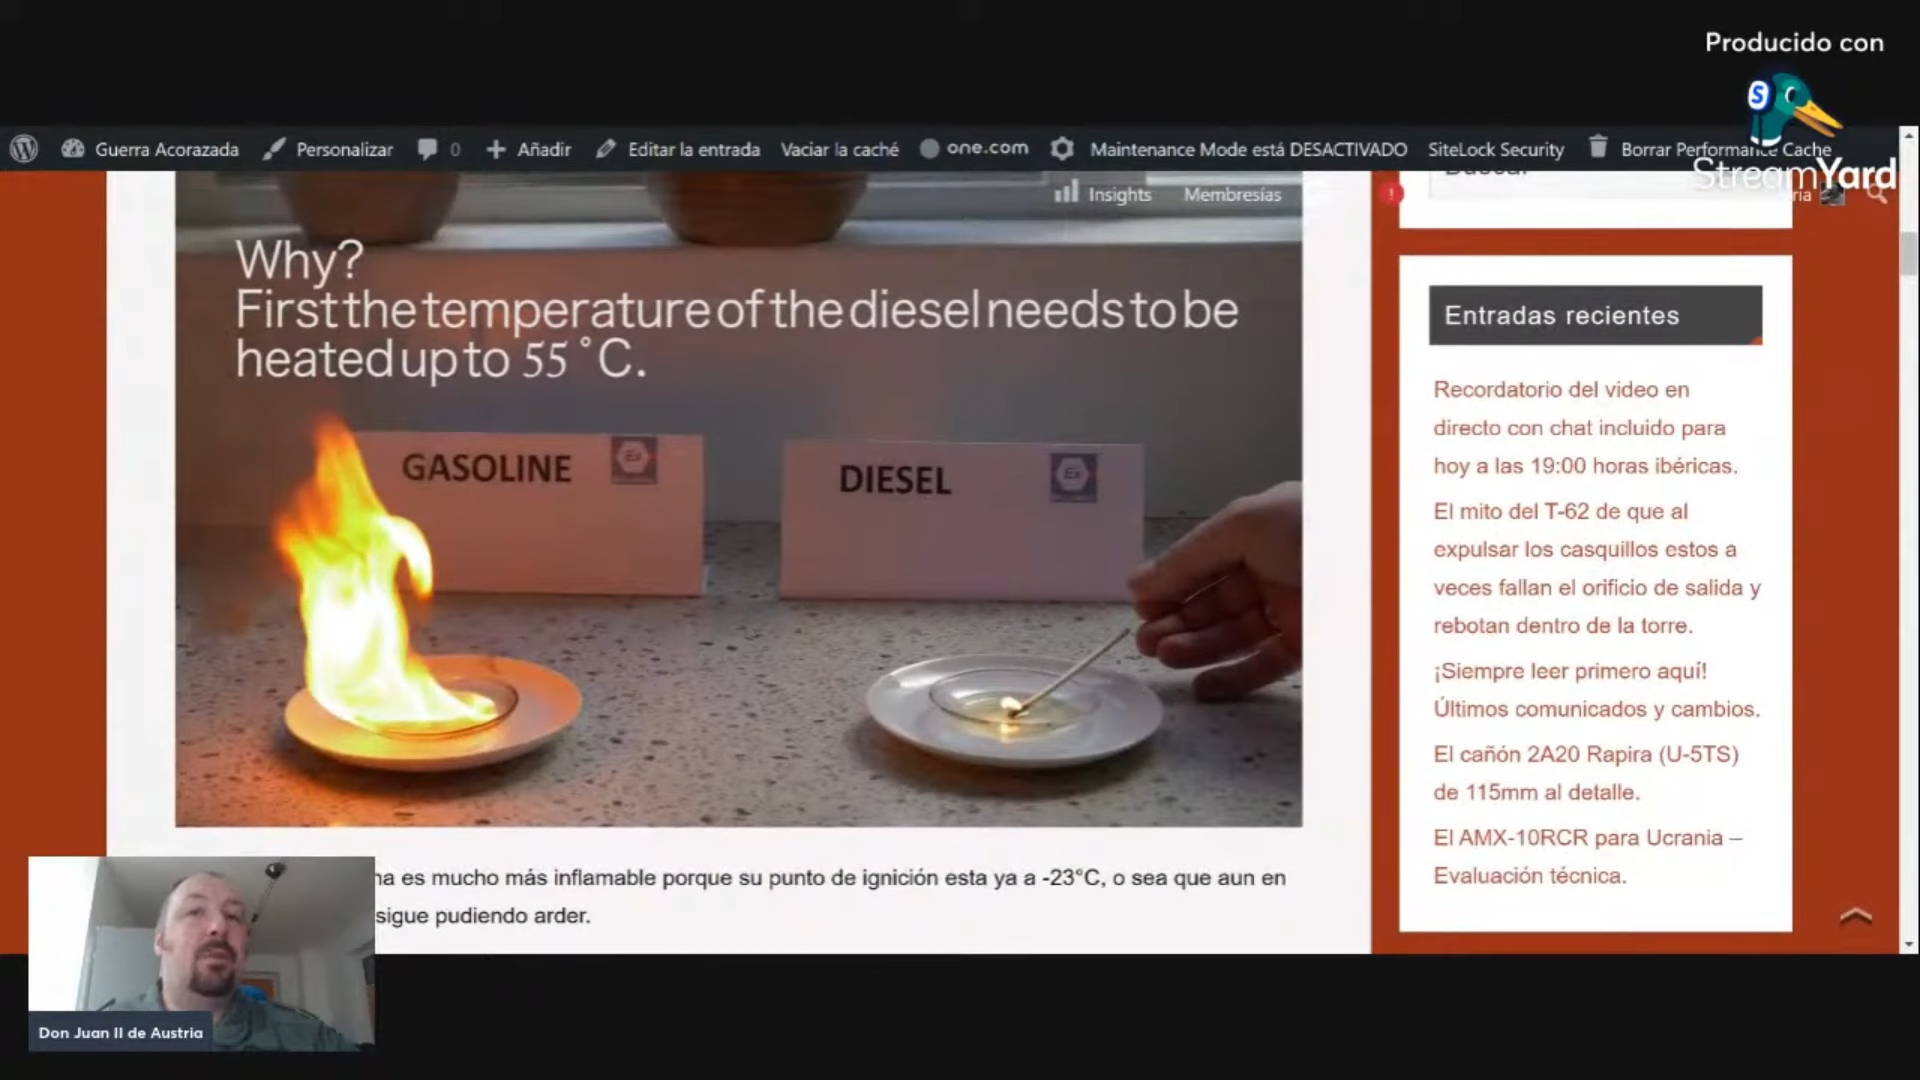 Producido con
StreamYard
Guerra Acorazada
Personalizar
0
Añadir
Editar la entrada
Vaciar la caché
one.com
Maintenance Mode está DESACTIVADO
SiteLock Security
Borrar Performance Cache
Insights
Membresías
Buscar
Why?
First the temperature of the diesel needs to be
heated up to 55°C.
GASOLINE
Ex
DIESEL
Ex
na es mucho más inflamable porque su punto de ignición esta ya a -23°C, o sea que aun en
sigue pudiendo arder.
Entradas recientes
Recordatorio del video en
directo con chat incluido para
hoy a las 19:00 horas ibéricas.
El mito del T-62 de que al
expulsar los casquillos estos a
veces fallan el orificio de salida y
rebotan dentro de la torre.
¡Siempre leer primero aquí!
Últimos comunicados y cambios.
El cañón 2A20 Rapira (U-5TS)
de 115mm al detalle.
El AMX-10RCR para Ucrania –
Evaluación técnica.
Don Juan II de Austria